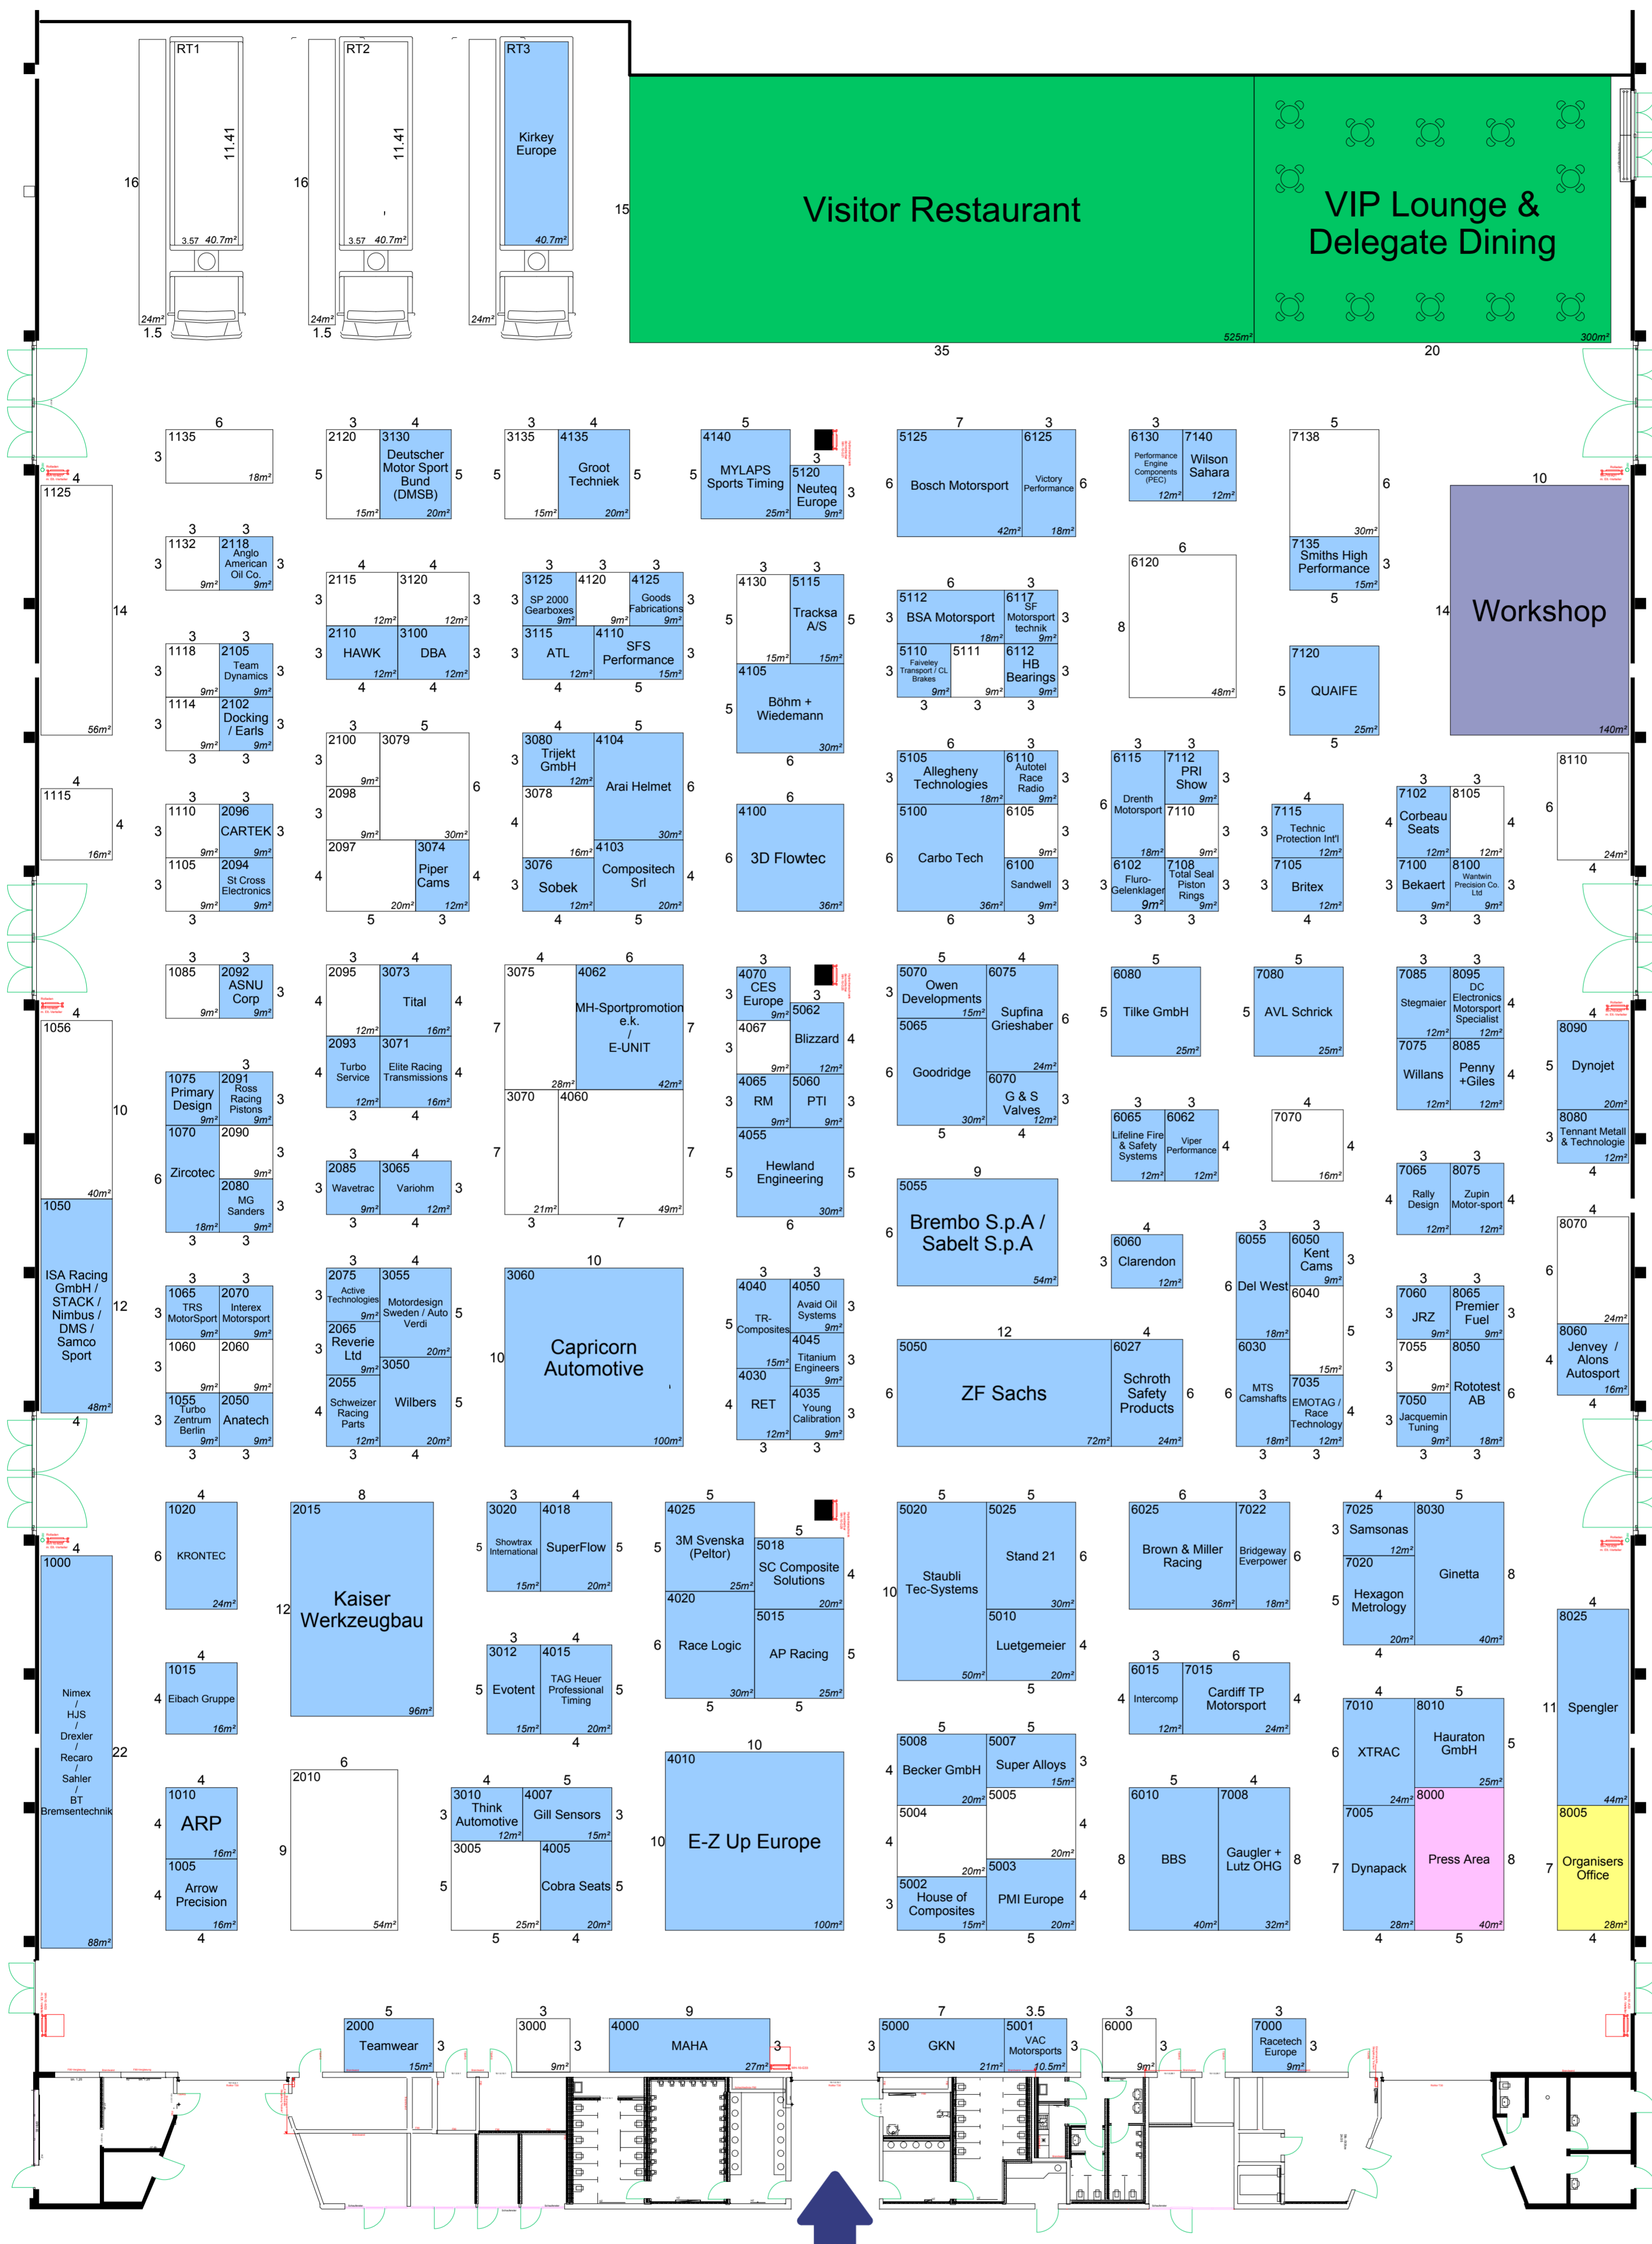 RT1
11.41
16
3.57 40.7m²
24m²
1.5
RT2
11.41
16
3.57 40.7m²
24m²
1.5
RT3
Kirkey
Europe
40.7m²
24m²
15
Visitor Restaurant
525m²
35
VIP Lounge &
Delegate Dining
300m²
20
1135
18m²
2120
15m²
3130
Deutscher
Motor Sport
Bund
(DMSB)
20m²
3135
15m²
4135
Groot
Techniek
20m²
4140
MYLAPS
Sports Timing
25m²
5120
Neuteq
Europe
9m²
5125
Bosch Motorsport
42m²
6125
Victory
Performance
18m²
6130
Performance
Engine
Components
(PEC)
12m²
7140
Wilson
Sahara
12m²
7138
30m²
7135
Smiths High
Performance
15m²
Workshop
140m²
1125
56m²
1132
9m²
2118
Anglo
American
Oil Co.
9m²
2115
12m²
3120
12m²
2110
HAWK
12m²
3100
DBA
12m²
3125
SP 2000
Gearboxes
9m²
4120
9m²
4125
Goods
Fabrications
9m²
3115
ATL
12m²
4110
SFS
Performance
15m²
4130
15m²
5115
Tracksa
A/S
15m²
4105
Böhm +
Wiedemann
30m²
5112
BSA Motorsport
18m²
6117
SF
Motorsport
technik
9m²
5110
Faiveley
Transport / CL
Brakes
9m²
5111
9m²
6112
HB
Bearings
9m²
6120
48m²
7120
QUAIFE
25m²
1118
9m²
2105
Team
Dynamics
9m²
1114
9m²
2102
Docking
/ Earls
9m²
1115
16m²
1110
9m²
2096
CARTEK
9m²
1105
9m²
2094
St Cross
Electronics
9m²
2100
9m²
3079
30m²
2098
9m²
2097
20m²
3074
Piper
Cams
12m²
3080
Trijekt
GmbH
12m²
4104
Arai Helmet
30m²
3078
16m²
3076
Sobek
12m²
4103
Compositech
Srl
20m²
4100
3D Flowtec
36m²
5105
Allegheny
Technologies
18m²
6110
Autotel
Race
Radio
9m²
5100
Carbo Tech
36m²
6105
9m²
6100
Sandwell
9m²
6115
Drenth
Motorsport
18m²
7112
PRI
Show
9m²
7110
9m²
6102
Fluro-
Gelenklager
9m²
7108
Total Seal
Piston
Rings
9m²
7115
Technic
Protection Int'l
12m²
7105
Britex
12m²
7102
Corbeau
Seats
12m²
8105
12m²
7100
Bekaert
9m²
8100
Wantwin
Precision Co.
Ltd
9m²
8110
24m²
1085
9m²
2092
ASNU
Corp
9m²
2095
12m²
3073
Tital
16m²
2093
Turbo
Service
12m²
3071
Elite Racing
Transmissions
16m²
3075
28m²
4062
MH-Sportpromotion
e.k.
/
E-UNIT
42m²
3070
21m²
4060
49m²
4070
CES
Europe
9m²
5062
Blizzard
12m²
4067
9m²
4065
RM
9m²
5060
PTI
9m²
4055
Hewland
Engineering
30m²
5070
Owen
Developments
15m²
6075
Supfina
Grieshaber
24m²
5065
Goodridge
30m²
6070
G & S
Valves
12m²
6080
Tilke GmbH
25m²
7080
AVL Schrick
25m²
7085
Stegmaier
12m²
8095
DC
Electronics
Motorsport
Specialist
12m²
7075
Willans
12m²
8085
Penny
+Giles
12m²
8090
Dynojet
20m²
8080
Tennant Metall
& Technologie
12m²
1056
40m²
1050
ISA Racing
GmbH /
STACK /
Nimbus /
DMS /
Samco
Sport
48m²
1075
Primary
Design
9m²
2091
Ross
Racing
Pistons
9m²
1070
Zircotec
18m²
2090
9m²
2080
MG
Sanders
9m²
2085
Wavetrac
9m²
3065
Variohm
12m²
6065
Lifeline Fire
& Safety
Systems
12m²
6062
Viper
Performance
12m²
7070
16m²
7065
Rally
Design
12m²
8075
Zupin
Motor-sport
12m²
5055
Brembo S.p.A /
Sabelt S.p.A
54m²
6060
Clarendon
12m²
6055
Del West
18m²
6050
Kent
Cams
9m²
6040
15m²
6030
MTS
Camshafts
18m²
7035
EMOTAG /
Race
Technology
12m²
8070
24m²
8060
Jenvey /
Alons
Autosport
16m²
1065
TRS
MotorSport
9m²
2070
Interex
Motorsport
9m²
1060
9m²
2060
9m²
1055
Turbo
Zentrum
Berlin
9m²
2050
Anatech
9m²
2075
Active
Technologies
9m²
3055
Motordesign
Sweden / Auto
Verdi
20m²
2065
Reverie
Ltd
9m²
3050
Wilbers
20m²
2055
Schweizer
Racing
Parts
12m²
3060
Capricorn
Automotive
100m²
4040
TR-
Composites
15m²
4050
Avaid Oil
Systems
9m²
4045
Titanium
Engineers
9m²
4030
RET
12m²
4035
Young
Calibration
9m²
5050
ZF Sachs
72m²
6027
Schroth
Safety
Products
24m²
7060
JRZ
9m²
8065
Premier
Fuel
9m²
7055
9m²
8050
Rototest
AB
18m²
7050
Jacquemin
Tuning
9m²
1000
Nimex
/
HJS
/
Drexler
/
Recaro
/
Sahler
/
BT
Bremsentechnik
88m²
1020
KRONTEC
24m²
1015
Eibach Gruppe
16m²
1010
ARP
16m²
1005
Arrow
Precision
16m²
2015
Kaiser
Werkzeugbau
96m²
2010
54m²
3020
Showtrax
International
15m²
4018
SuperFlow
20m²
3012
Evotent
15m²
4015
TAG Heuer
Professional
Timing
20m²
3010
Think
Automotive
12m²
4007
Gill Sensors
15m²
3005
25m²
4005
Cobra Seats
20m²
4025
3M Svenska
(Peltor)
25m²
5018
SC Composite
Solutions
20m²
4020
Race Logic
30m²
5015
AP Racing
25m²
4010
E-Z Up Europe
100m²
5020
Staubli
Tec-Systems
50m²
5025
Stand 21
30m²
5010
Luetgemeier
20m²
5008
Becker GmbH
20m²
5007
Super Alloys
15m²
5004
20m²
5005
20m²
5002
House of
Composites
15m²
5003
PMI Europe
20m²
6025
Brown & Miller
Racing
36m²
7022
Bridgeway
Everpower
18m²
6015
Intercomp
12m²
7015
Cardiff TP
Motorsport
24m²
6010
BBS
40m²
7008
Gaugler +
Lutz OHG
32m²
7025
Samsonas
12m²
8030
Ginetta
40m²
7020
Hexagon
Metrology
20m²
7010
XTRAC
24m²
8010
Hauraton
GmbH
25m²
7005
Dynapack
28m²
8000
Press Area
40m²
8025
Spengler
44m²
8005
Organisers
Office
28m²
2000
Teamwear
15m²
3000
9m²
4000
MAHA
27m²
5000
GKN
21m²
5001
VAC
Motorsports
10.5m²
6000
9m²
7000
Racetech
Europe
9m²